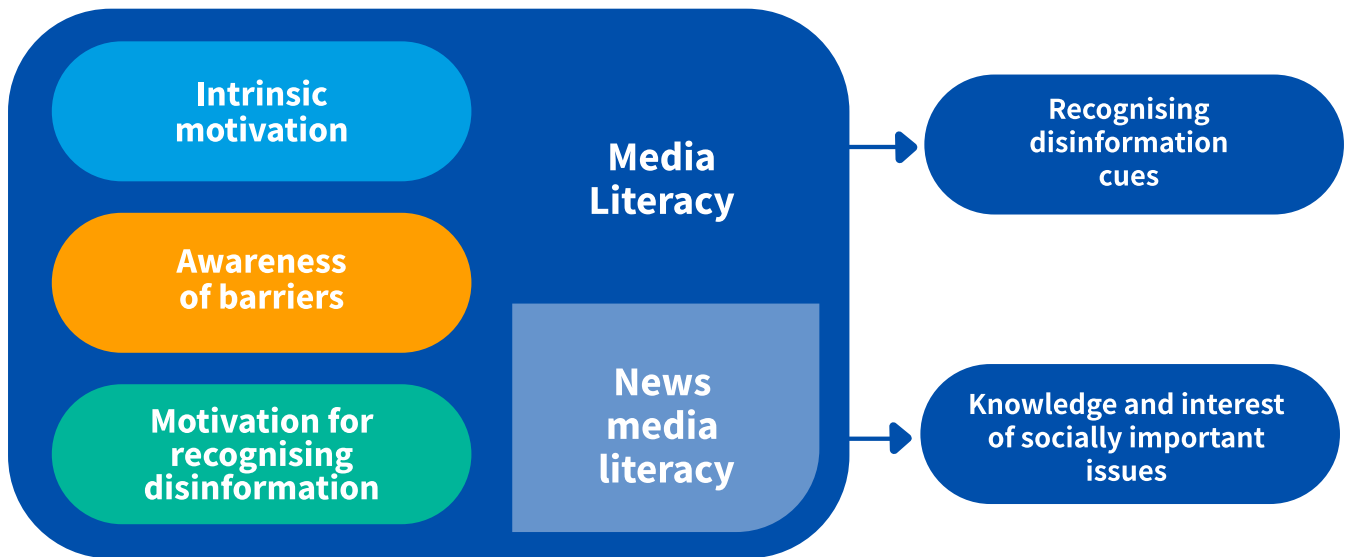 Intrinsic
motivation
Awareness
of barriers
Motivation for
recognising
disinformation
Media
Literacy
News
media
literacy
Recognising
disinformation
cues
Knowledge and interest
of socially important
issues